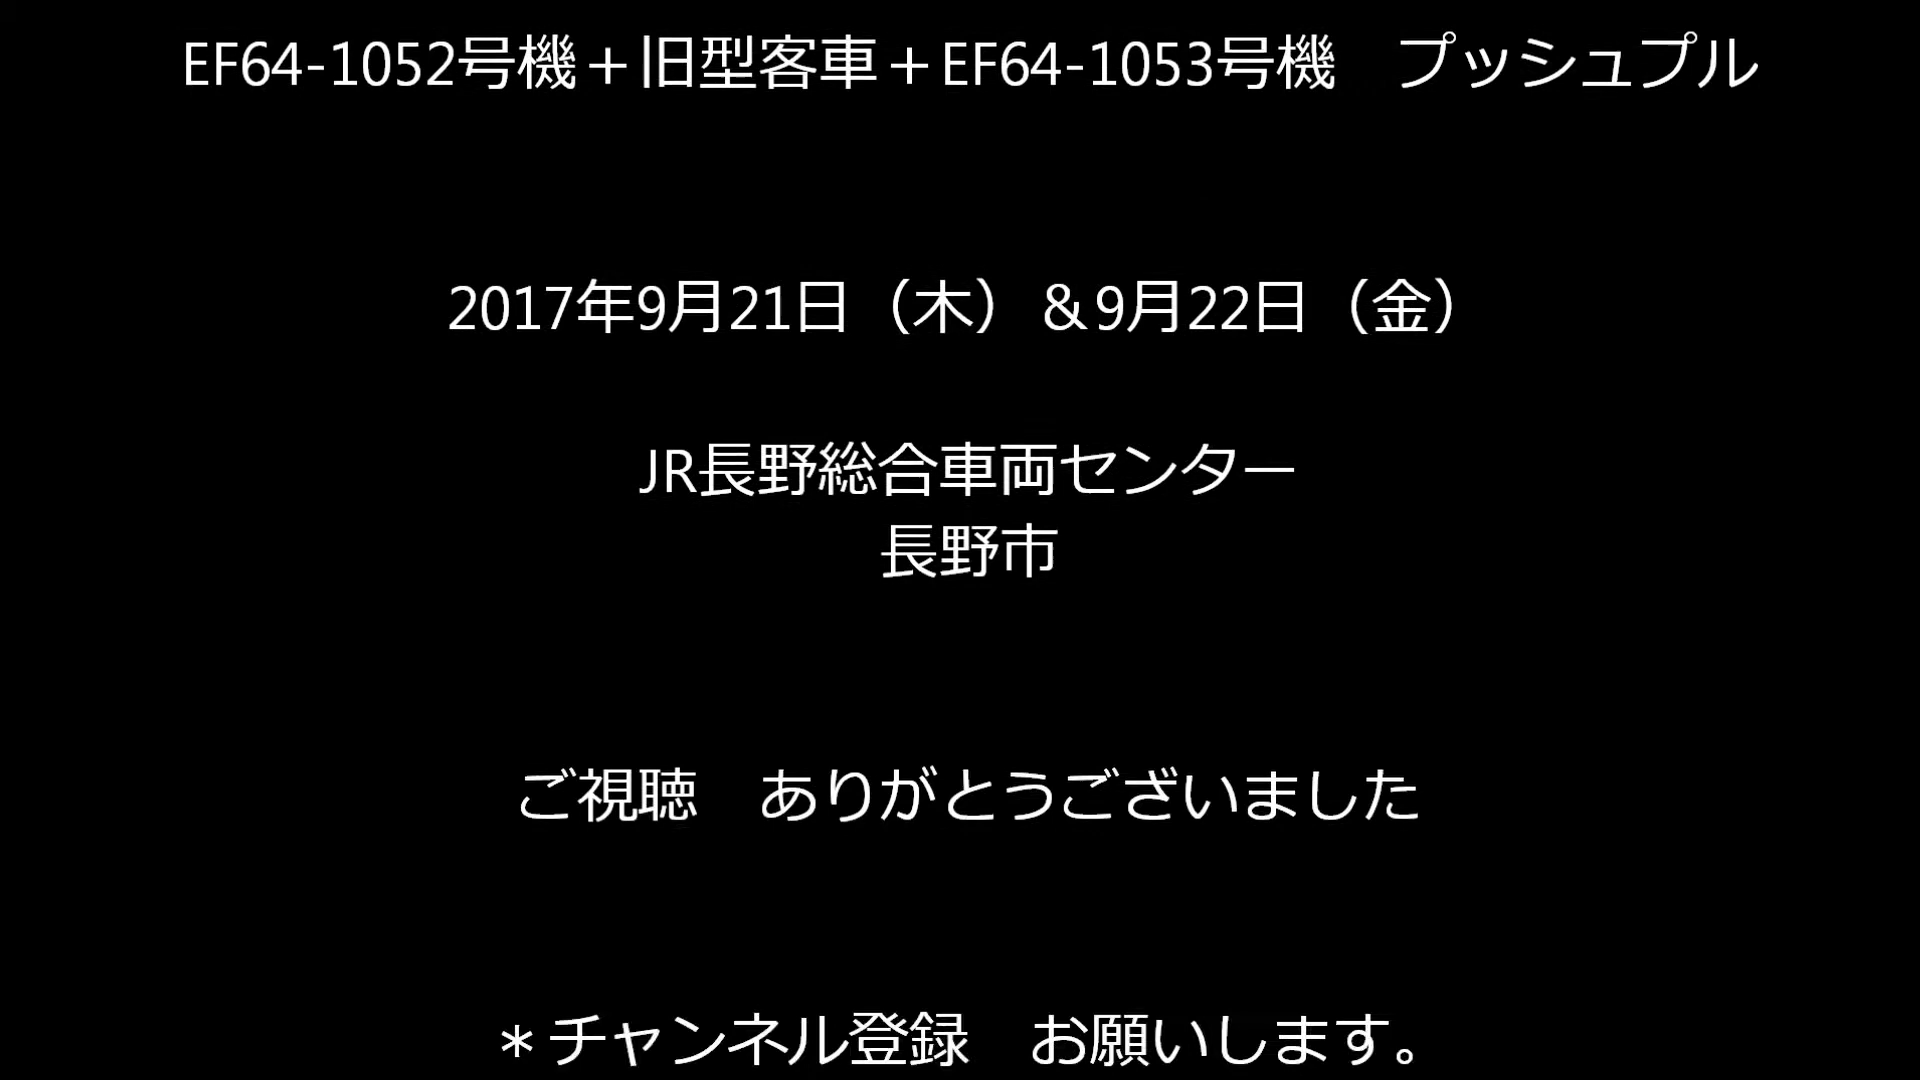 EF64-1052号機＋旧型客車＋EF64-1053号機　プッシュプル
2017年9月21日（木）＆9月22日（金）
JR長野総合車両センター
長野市
ご視聴　ありがとうございました
＊チャンネル登録　お願いします。